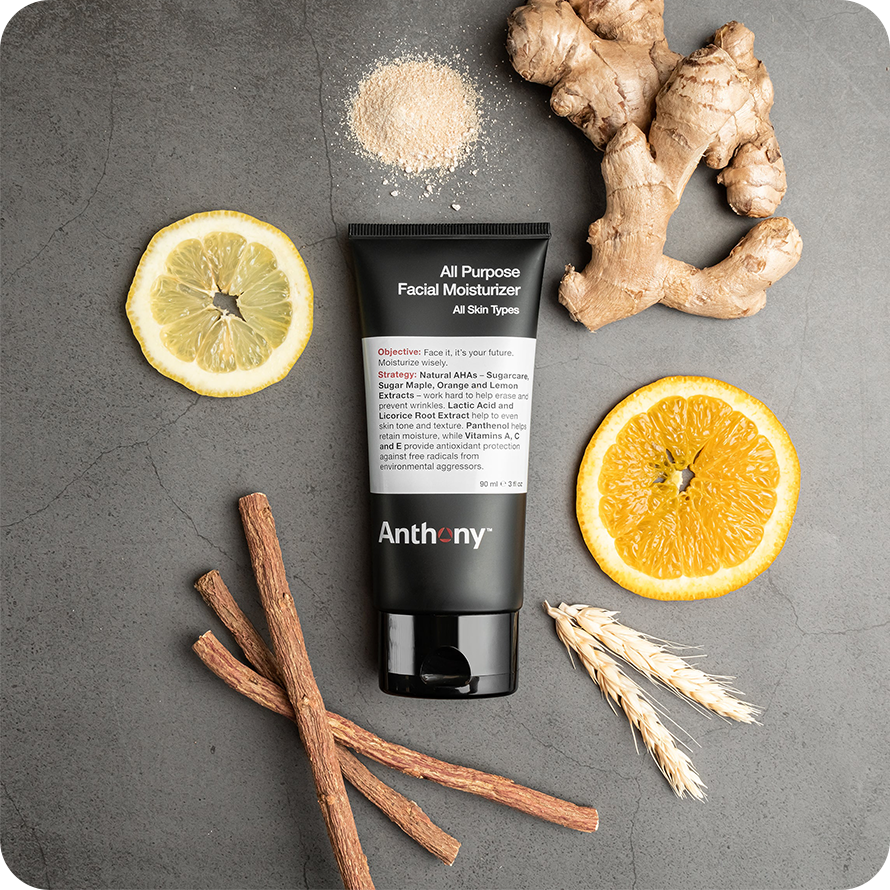 All Purpose
Facial Moisturizer
All Skin Types
Objective: Face it, it's your future.
Moisturize wisely.
Strategy: Natural AHAs – Sugarcare,
Sugar Maple, Orange and Lemon
Extracts – work hard to help erase and
prevent wrinkles. Lactic Acid and
Licorice Root Extract help to even
skin tone and texture. Panthenol helps
retain moisture, while Vitamins A, C
and E provide antioxidant protection
against free radicals from
environmental aggressors.
90 ml ℮ 3 fl oz
Anthony™